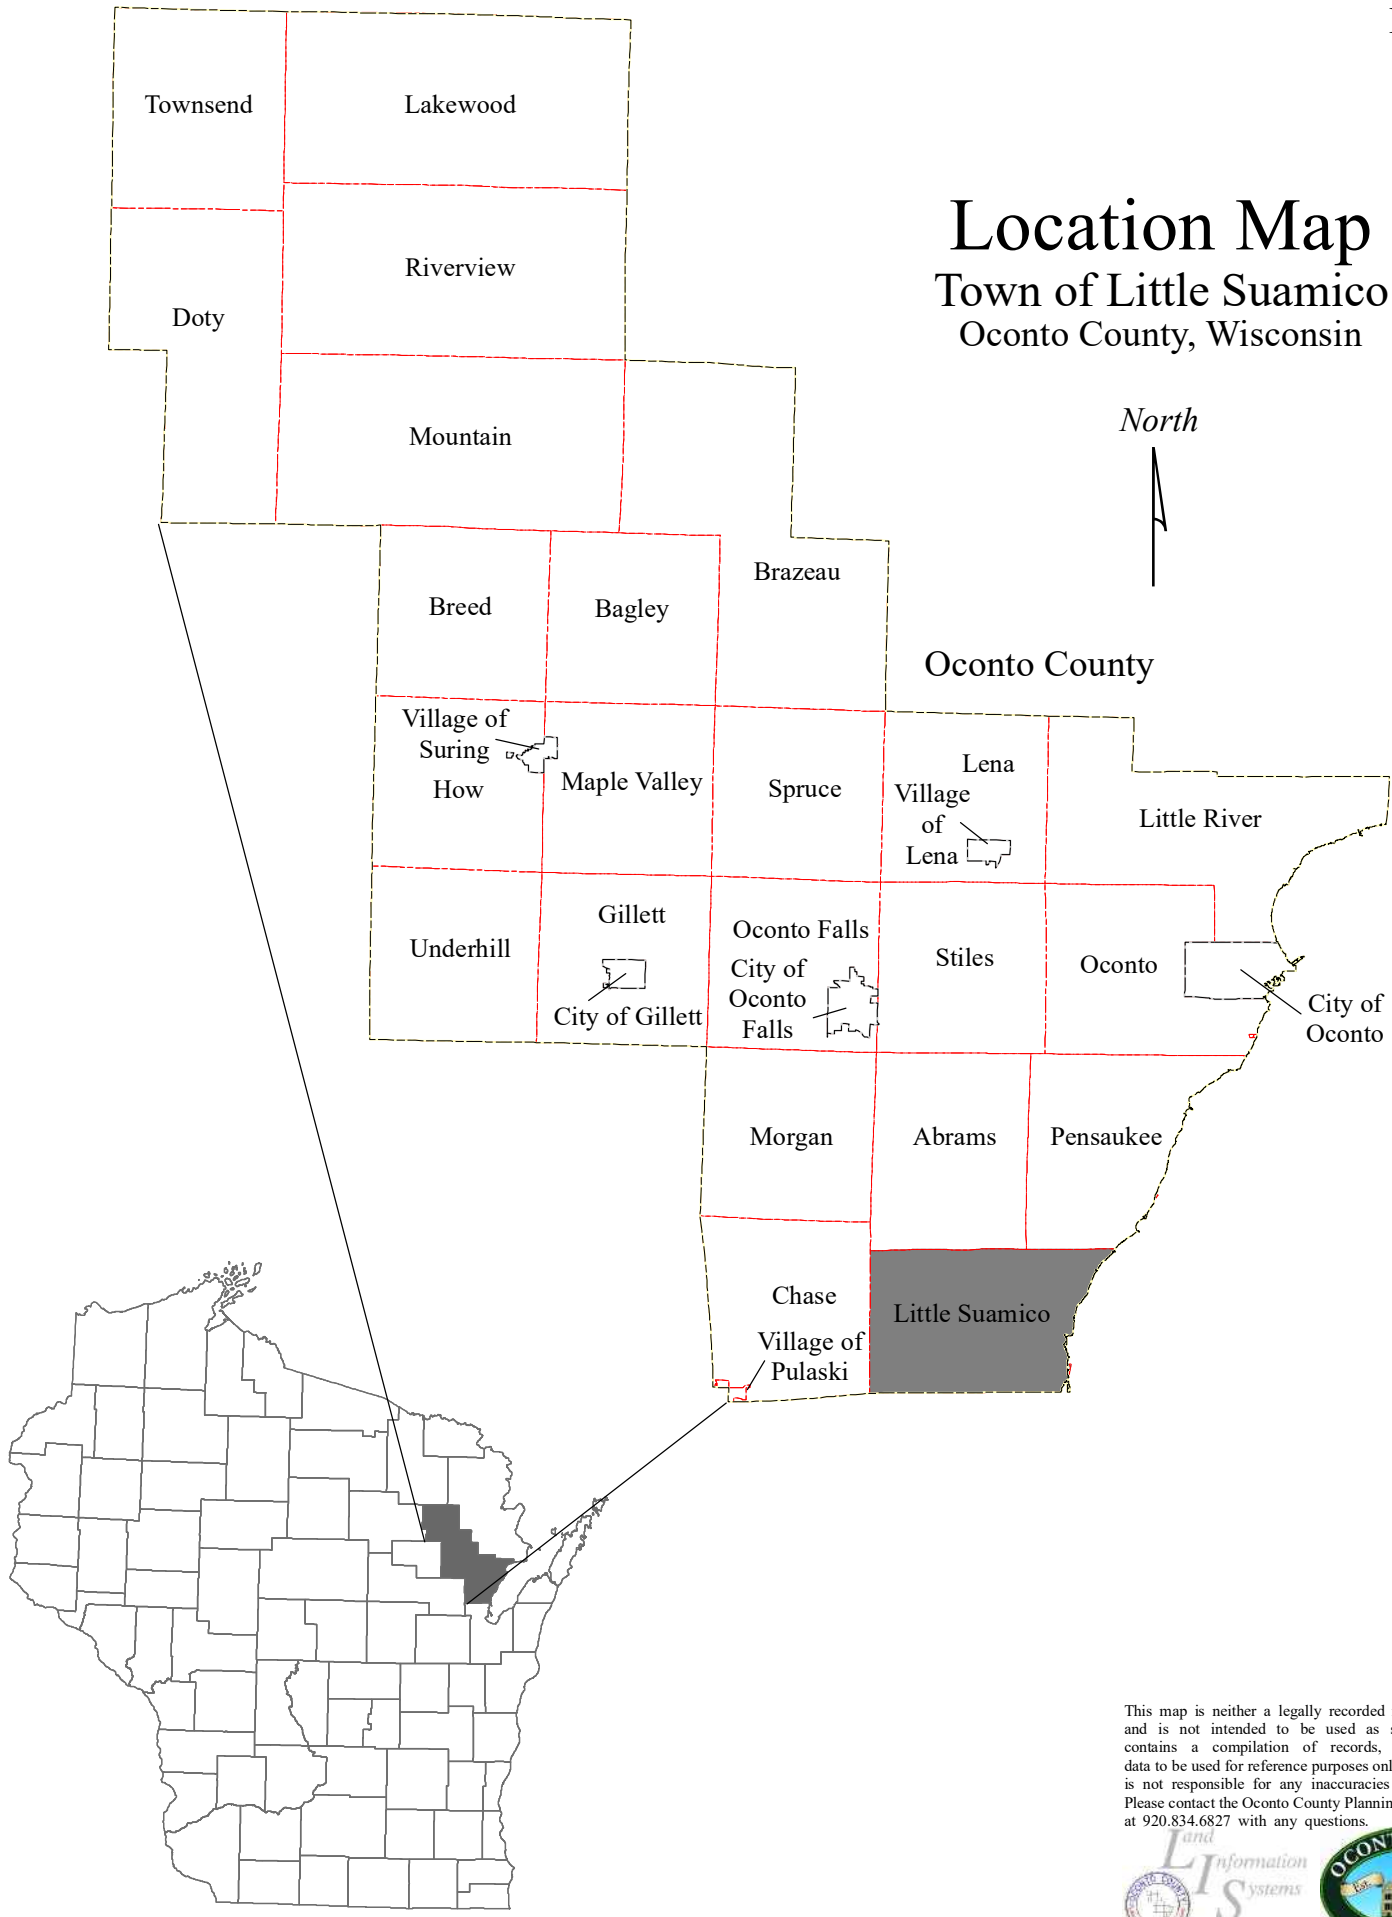 Location Map
Town of Little Suamico
Oconto County, Wisconsin
North
Townsend
Lakewood
Riverview
Doty
Mountain
Brazeau
Breed
Bagley
Oconto County
Village of
Suring
How
Maple Valley
Spruce
Lena
Village
of
Lena
Little River
Underhill
Gillett
City of Gillett
Oconto Falls
City of
Oconto
Falls
Stiles
Oconto
City of
Oconto
Morgan
Abrams
Pensaukee
Chase
Village of
Pulaski
Little Suamico
This map is neither a legally recorded
and is not intended to be used as
contains a compilation of records,
data to be used for reference purposes
is not responsible for any inaccuracies
Please contact the Oconto County
at 920.834.6827 with any questions.
Land
Information
Systems
OCONTO COUNTY
Est.